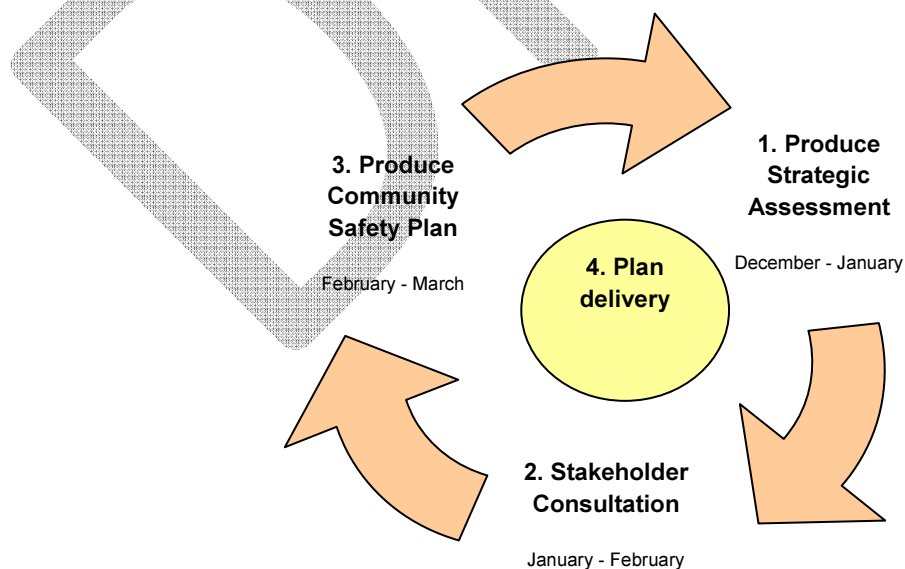 1. Produce
Strategic
Assessment
December - January
2. Stakeholder
Consultation
January - February
3. Produce
Community
Safety Plan
February - March
4. Plan
delivery